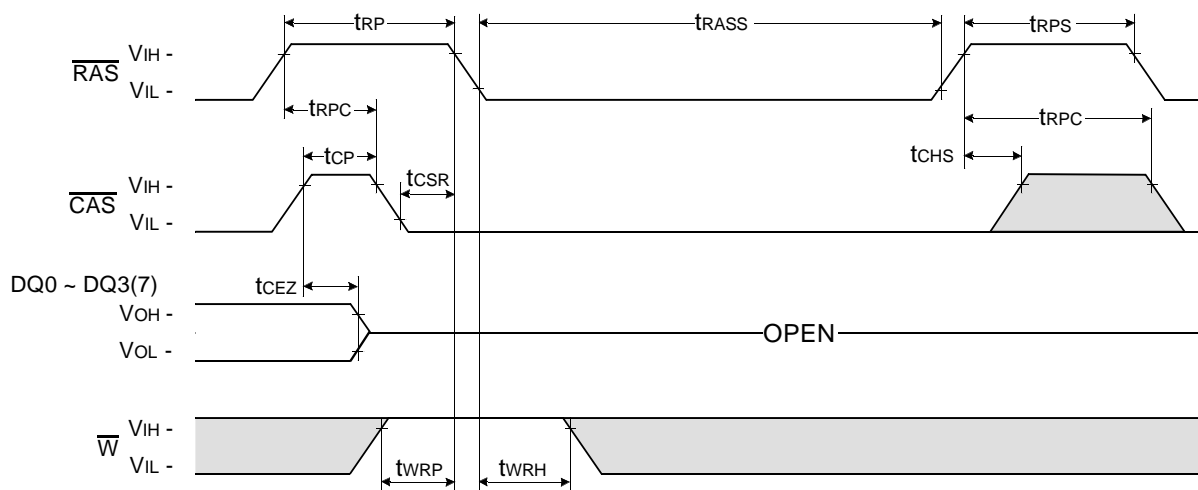 tRP
tRASS
tRPS
RAS
VIH -
VIL -
tRPC
tRPC
tCP
tCSR
tCHS
CAS
VIH -
VIL -
DQ0 ~ DQ3(7)
tCEZ
VOH -
VOL -
OPEN
W
VIH -
VIL -
tWRP
tWRH